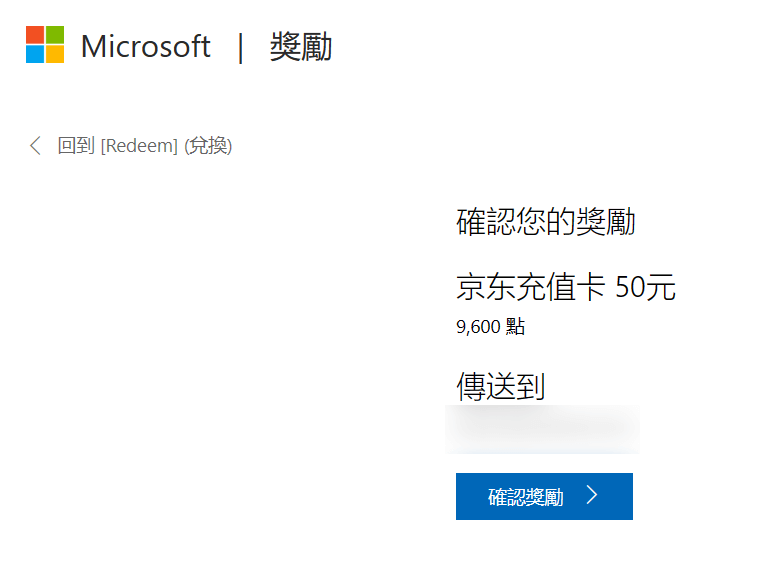 Microsoft | 獎勵
回到 [Redeem] (兌換)
確認您的獎勵
京东充值卡 50元
9,600 點
傳送到
確認獎勵